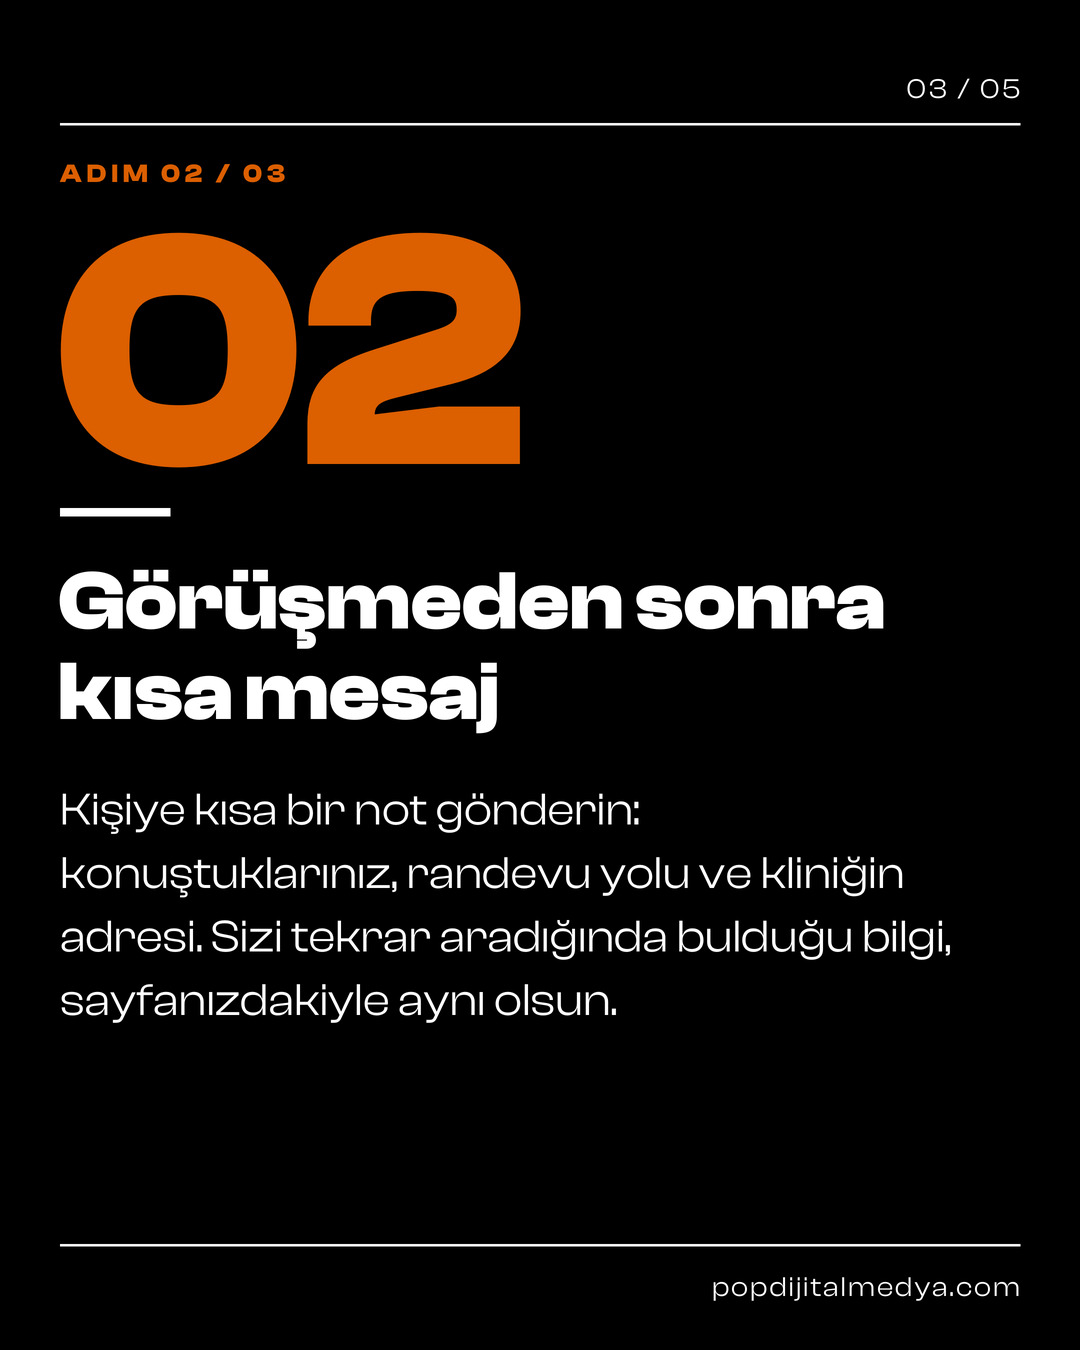 03 / 05
ADIM 02 / 03
02
Görüşmeden sonra
kısa mesaj
Kişiye kısa bir not gönderin:
konuştuklarınız, randevu yolu ve kliniğin
adresi. Sizi tekrar aradığında bulduğu bilgi,
sayfanızdakiyle aynı olsun.
popdijitalmedya.com